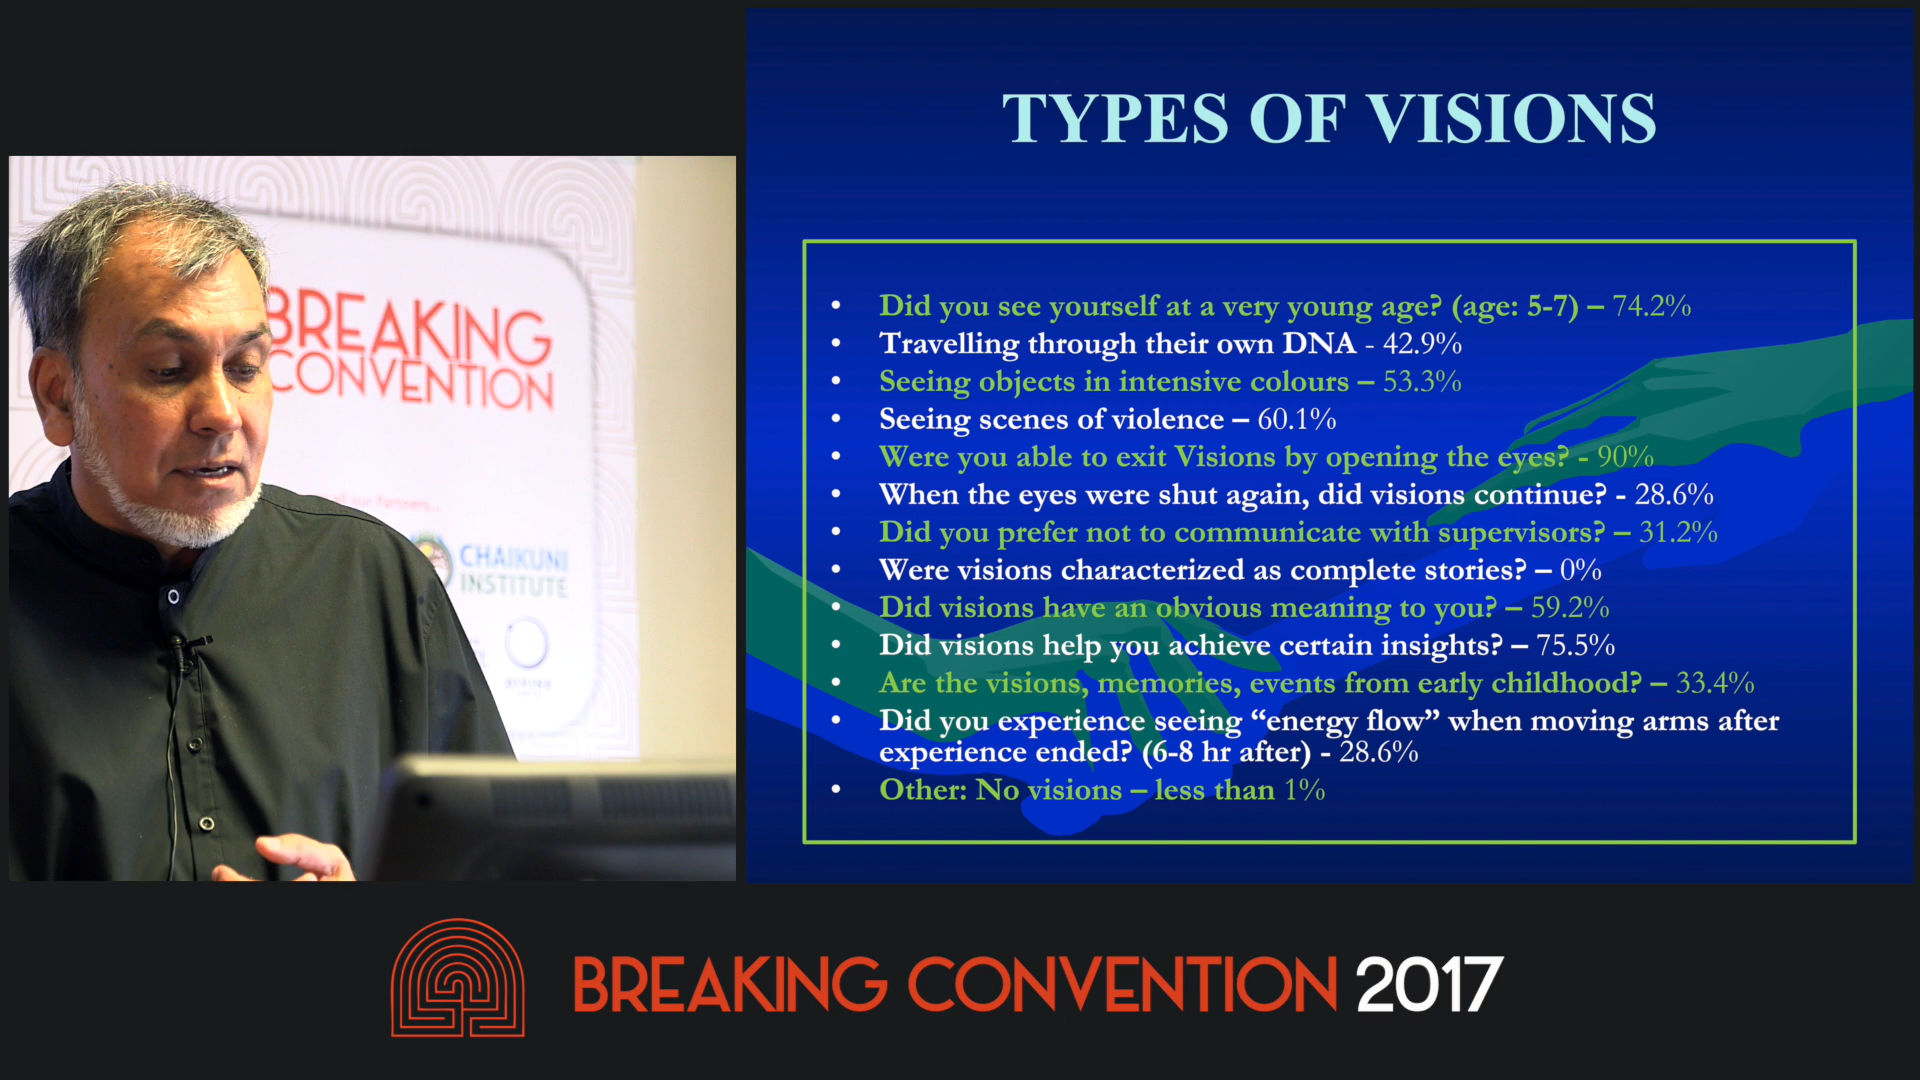 TYPES OF VISIONS
• Did you see yourself at a very young age? (age: 5-7) – 74.2%
• Travelling through their own DNA - 42.9%
• Seeing objects in intensive colours – 53.3%
• Seeing scenes of violence – 60.1%
• Were you able to exit Visions by opening the eyes? - 90%
• When the eyes were shut again, did visions continue? - 28.6%
• Did you prefer not to communicate with supervisors? – 31.2%
• Were visions characterized as complete stories? – 0%
• Did visions have an obvious meaning to you? – 59.2%
• Did visions help you achieve certain insights? – 75.5%
• Are the visions, memories, events from early childhood? – 33.4%
• Did you experience seeing “energy flow” when moving arms after
experience ended? (6-8 hr after) - 28.6%
• Other: No visions – less than 1%
BREAKING
CONVENTION
all our Partners...
CHAIKUNI
INSTITUTE
BREAKING CONVENTION 2017